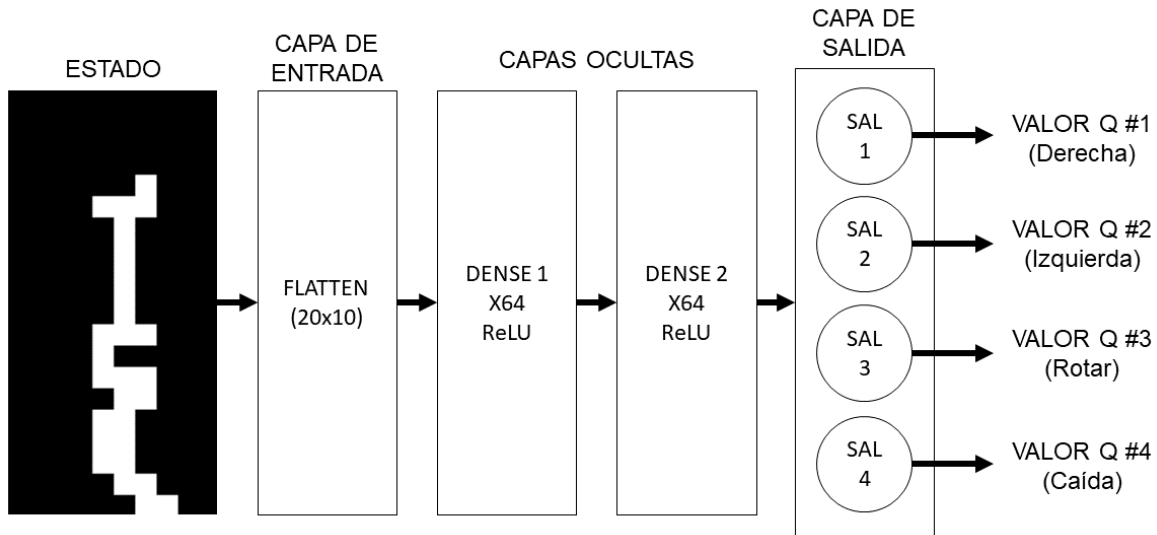 ESTADO
CAPA DE
ENTRADA
CAPAS OCULTAS
CAPA DE
SALIDA
FLATTEN
(20x10)
DENSE 1
X64
ReLU
DENSE 2
X64
ReLU
SAL
1
VALOR Q #1
(Derecha)
SAL
2
VALOR Q #2
(Izquierda)
SAL
3
VALOR Q #3
(Rotar)
SAL
4
VALOR Q #4
(Caída)